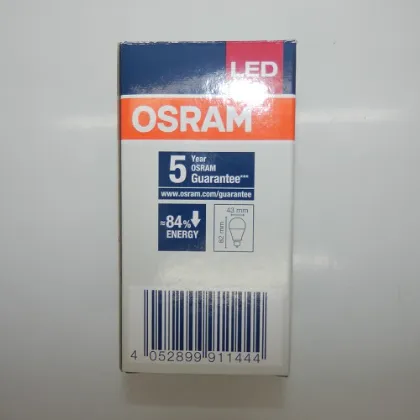 LED
OSRAM
5 Year
OSRAM
Guarantee***
www.osram.com/guarantee
≈84%
ENERGY
43 mm
82 mm
4 052899 911444